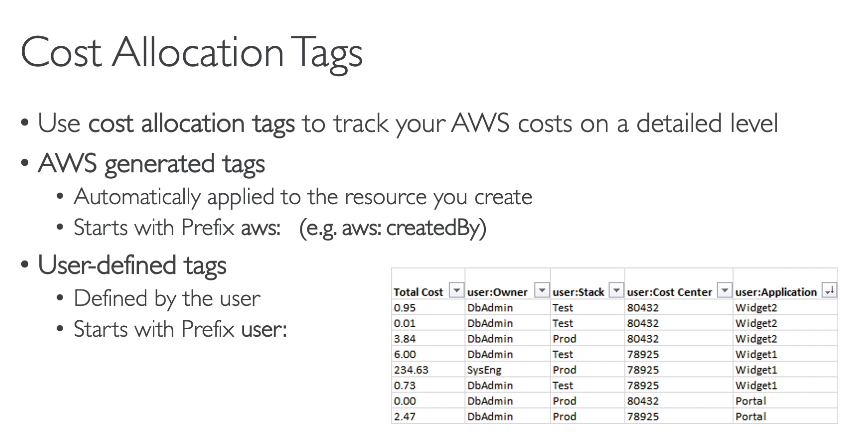 Cost Allocation Tags
• Use cost allocation tags to track your AWS costs on a detailed level
• AWS generated tags
• Automatically applied to the resource you create
• Starts with Prefix aws: (e.g. aws: createdBy)
• User-defined tags
• Defined by the user
• Starts with Prefix user:
Total Cost user:Owner user:Stack user:Cost Center user:Application
0.95 DbAdmin Test 80432 Widget2
0.01 DbAdmin Test 80432 Widget2
3.84 DbAdmin Prod 80432 Widget2
6.00 DbAdmin Test 78925 Widget1
234.63 SysEng Prod 78925 Widget1
0.73 DbAdmin Test 78925 Widget1
0.00 DbAdmin Prod 80432 Portal
2.47 DbAdmin Prod 78925 Portal